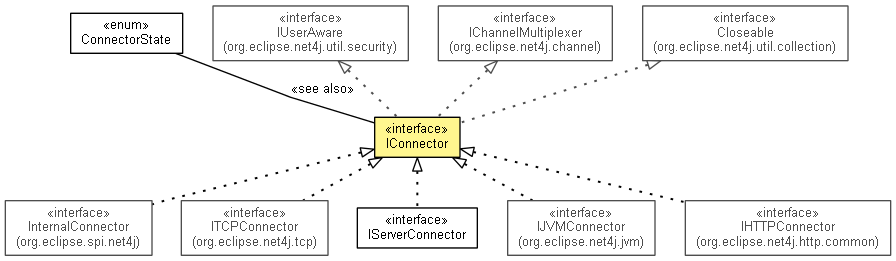 «enum»
ConnectorState
«interface»
IUserAware
(org.eclipse.net4j.util.security)
«interface»
IChannelMultiplexer
(org.eclipse.net4j.channel)
«interface»
Closeable
(org.eclipse.net4j.util.collection)
«see also»
«interface»
IConnector
«interface»
InternalConnector
(org.eclipse.spi.net4j)
«interface»
ITCPConnector
(org.eclipse.net4j.tcp)
«interface»
IServerConnector
«interface»
IJVMConnector
(org.eclipse.net4j.jvm)
«interface»
IHTTPConnector
(org.eclipse.net4j.http.common)